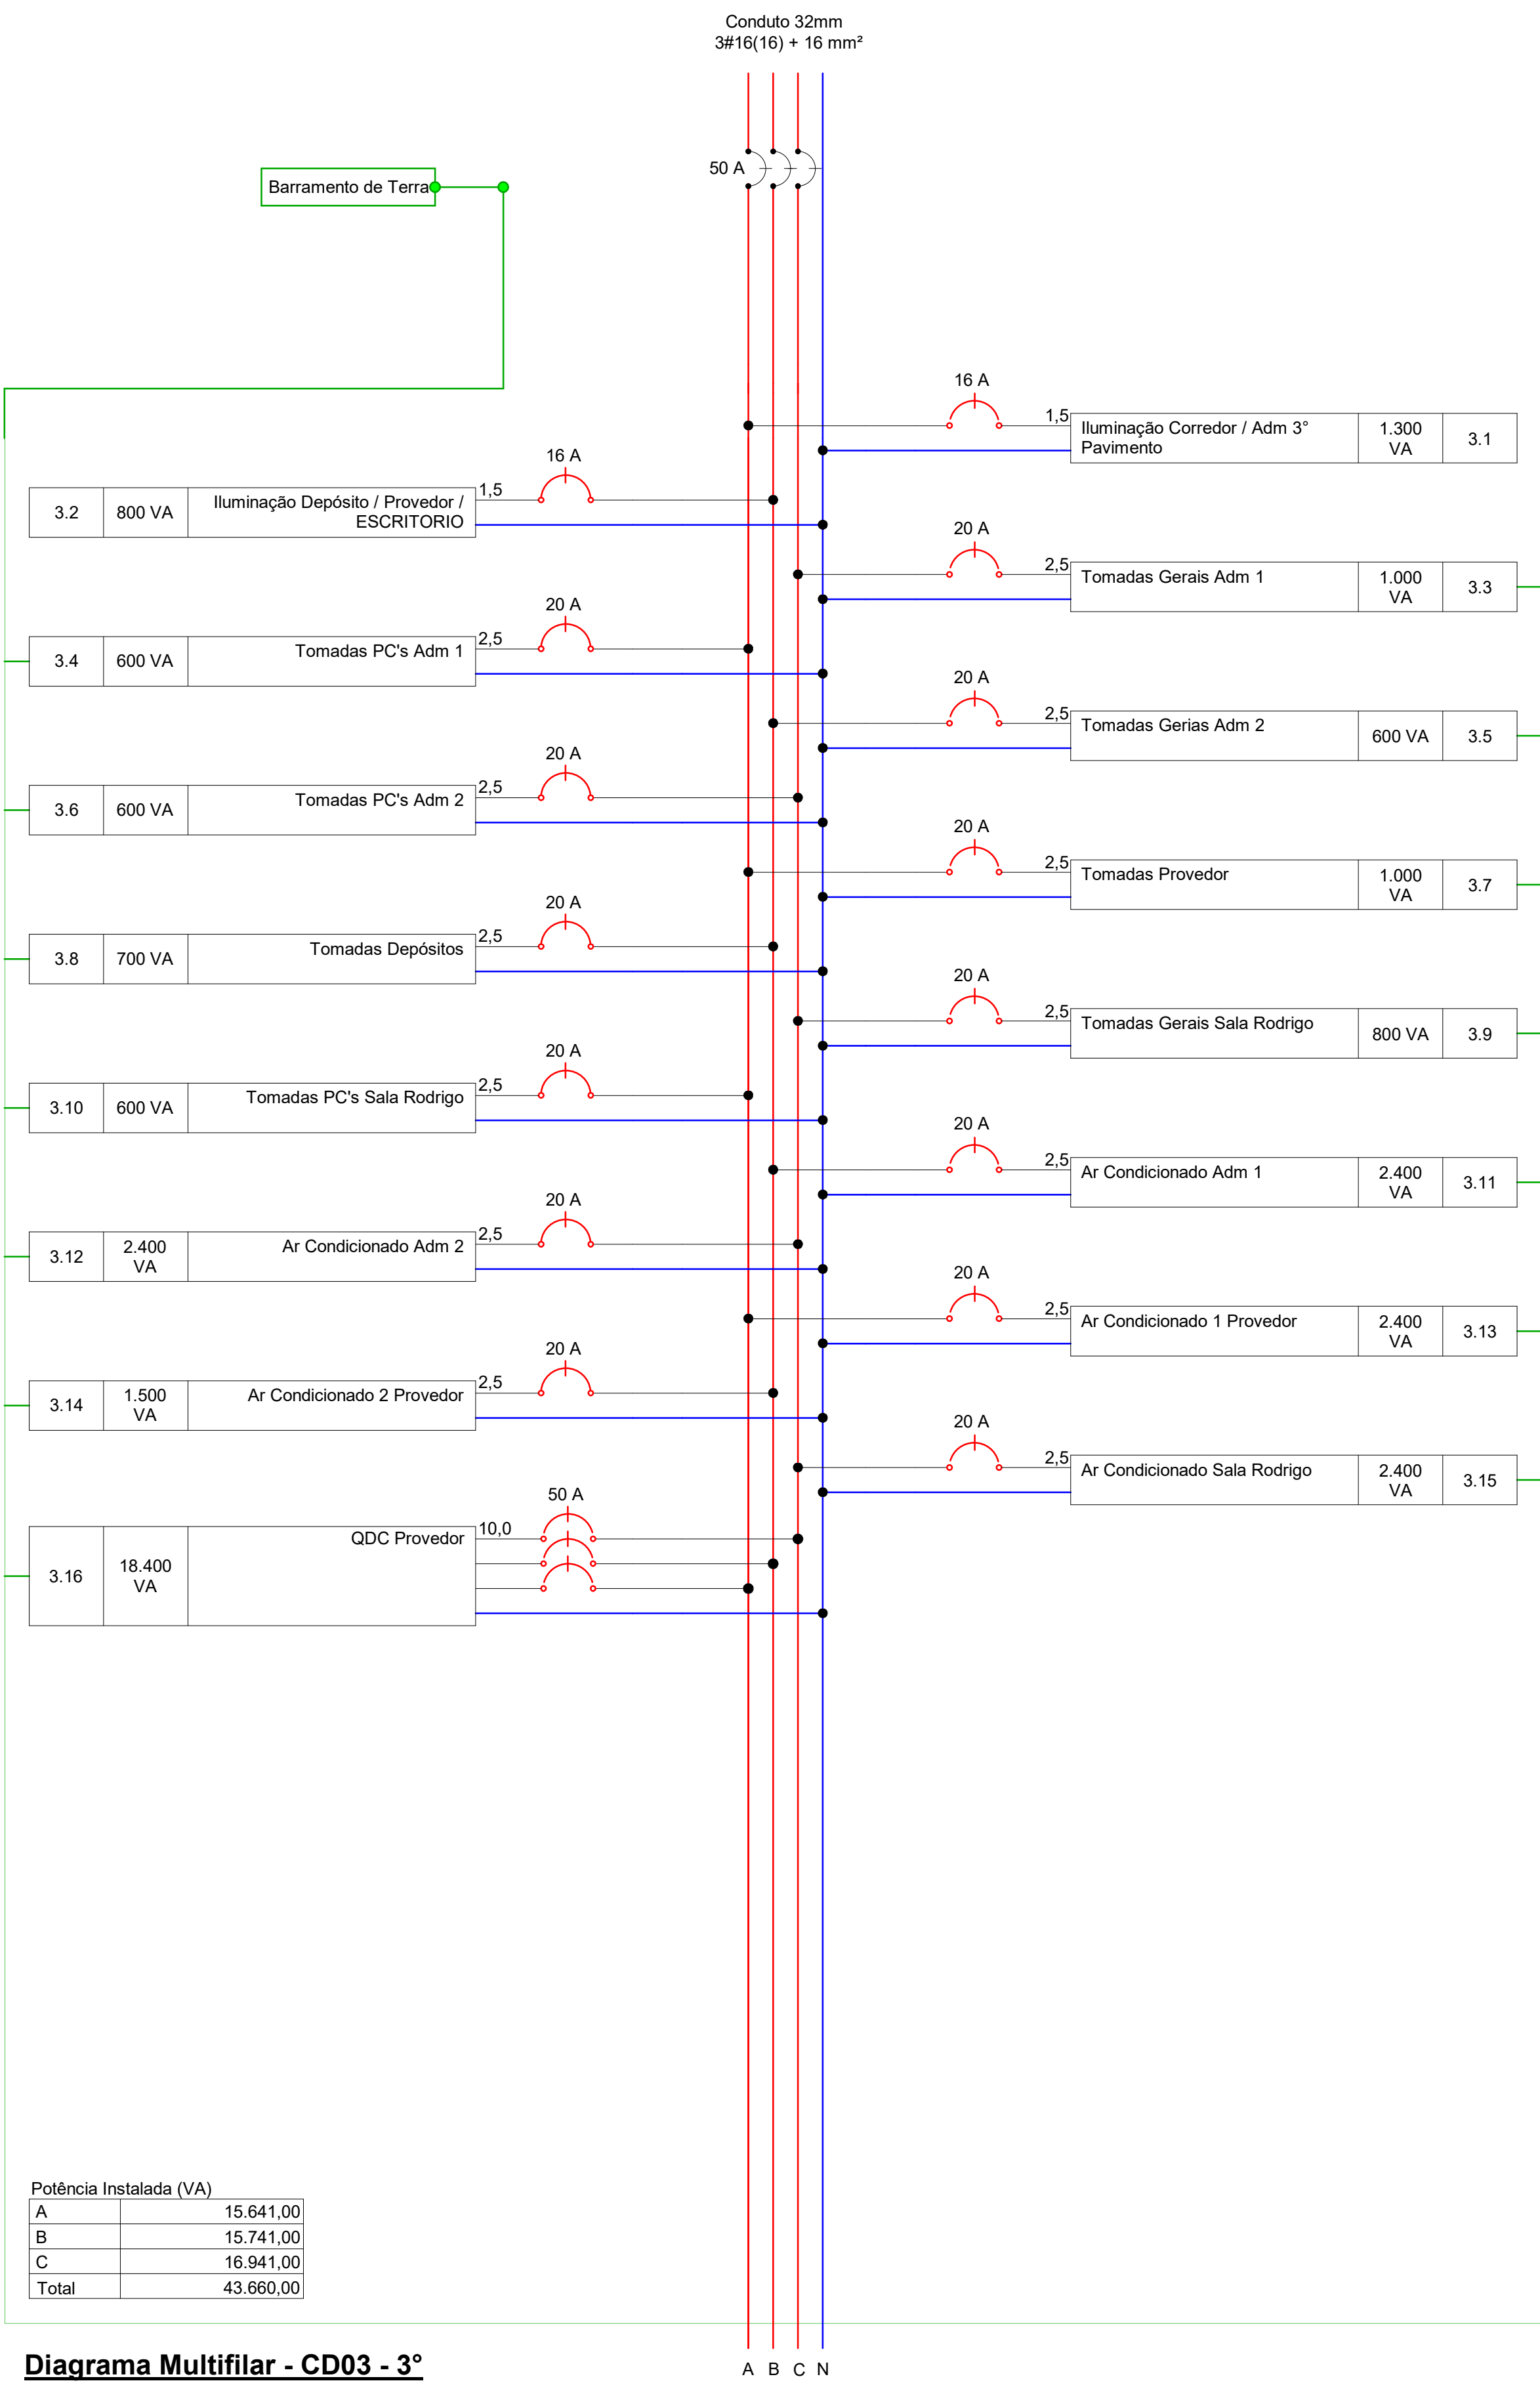 Conduto 32mm
3#16(16) + 16 mm²
50 A
Barramento de Terra
16 A
1,5
Iluminação Corredor / Adm 3°
Pavimento
1.300
VA
3.1
16 A
1,5
3.2
800 VA
Iluminação Depósito / Provedor /
ESCRITORIO
20 A
2,5
Tomadas Gerais Adm 1
1.000
VA
3.3
20 A
2,5
3.4
600 VA
Tomadas PC's Adm 1
20 A
2,5
Tomadas Gerias Adm 2
600 VA
3.5
20 A
2,5
3.6
600 VA
Tomadas PC's Adm 2
20 A
2,5
Tomadas Provedor
1.000
VA
3.7
20 A
2,5
3.8
700 VA
Tomadas Depósitos
20 A
2,5
Tomadas Gerais Sala Rodrigo
800 VA
3.9
20 A
2,5
3.10
600 VA
Tomadas PC's Sala Rodrigo
20 A
2,5
Ar Condicionado Adm 1
2.400
VA
3.11
20 A
2,5
3.12
2.400
VA
Ar Condicionado Adm 2
20 A
2,5
Ar Condicionado 1 Provedor
2.400
VA
3.13
20 A
2,5
3.14
1.500
VA
Ar Condicionado 2 Provedor
20 A
2,5
Ar Condicionado Sala Rodrigo
2.400
VA
3.15
50 A
10,0
3.16
18.400
VA
QDC Provedor
Potência Instalada (VA)
A 15.641,00
B 15.741,00
C 16.941,00
Total 43.660,00
Diagrama Multifilar - CD03 - 3°
A B C N